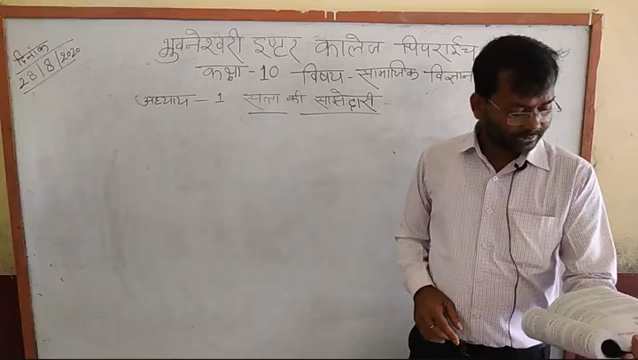 दिनांक
28/8/2020
भुवनेश्वरी इण्टर कालेज पिपराईच
कक्षा - 10 विषय - सामाजिक विज्ञान
अध्याय - 1 सत्ता की साझेदारी